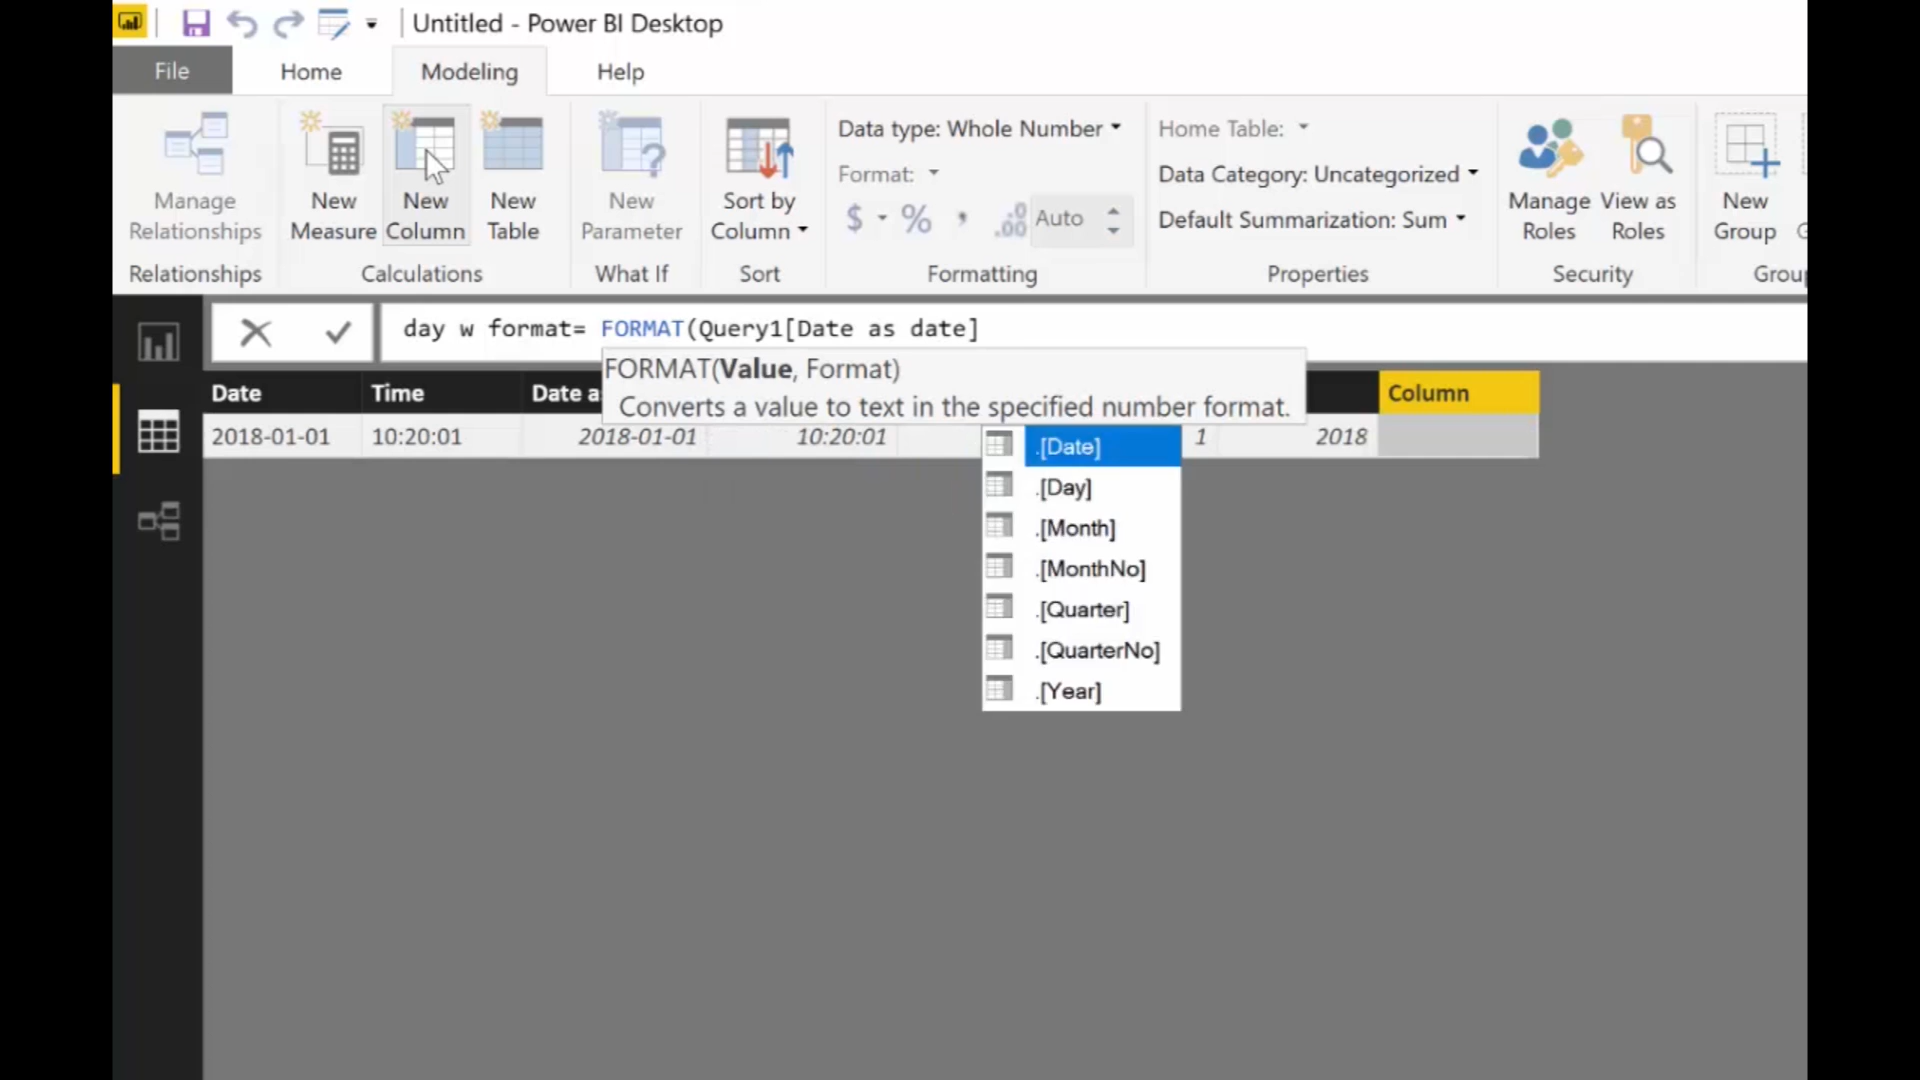 Untitled - Power BI Desktop
File Home Modeling Help
Manage Relationships
New Measure
New Column
New Table
New Parameter
Sort by Column
Data type: Whole Number
Format:
$ % , .0 .00 Auto
Home Table:
Data Category: Uncategorized
Default Summarization: Sum
Manage Roles
View as Roles
New Group
Relationships Calculations What If Sort Formatting Properties Security Grou
day w format= FORMAT(Query1[Date as date]
FORMAT(Value, Format)
Converts a value to text in the specified number format.
Date Time Date a Column
2018-01-01 10:20:01 2018-01-01 10:20:01 1 2018
.[Date]
.[Day]
.[Month]
.[MonthNo]
.[Quarter]
.[QuarterNo]
.[Year]